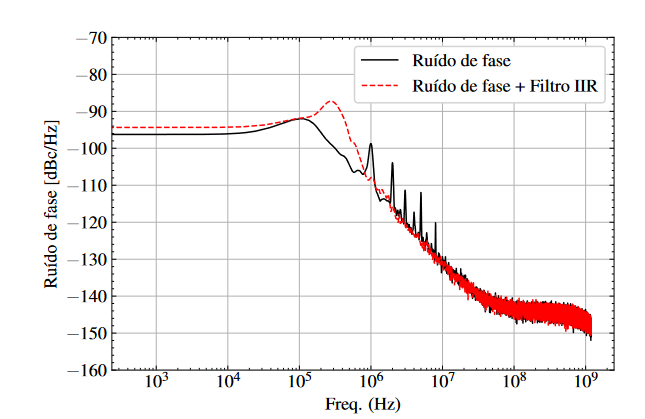 −70
−80
−90
−100
−110
−120
−130
−140
−150
−160
Ruído de fase [dBc/Hz]
Ruído de fase
Ruído de fase + Filtro IIR
10³ 10⁴ 10⁵ 10⁶ 10⁷ 10⁸ 10⁹
Freq. (Hz)